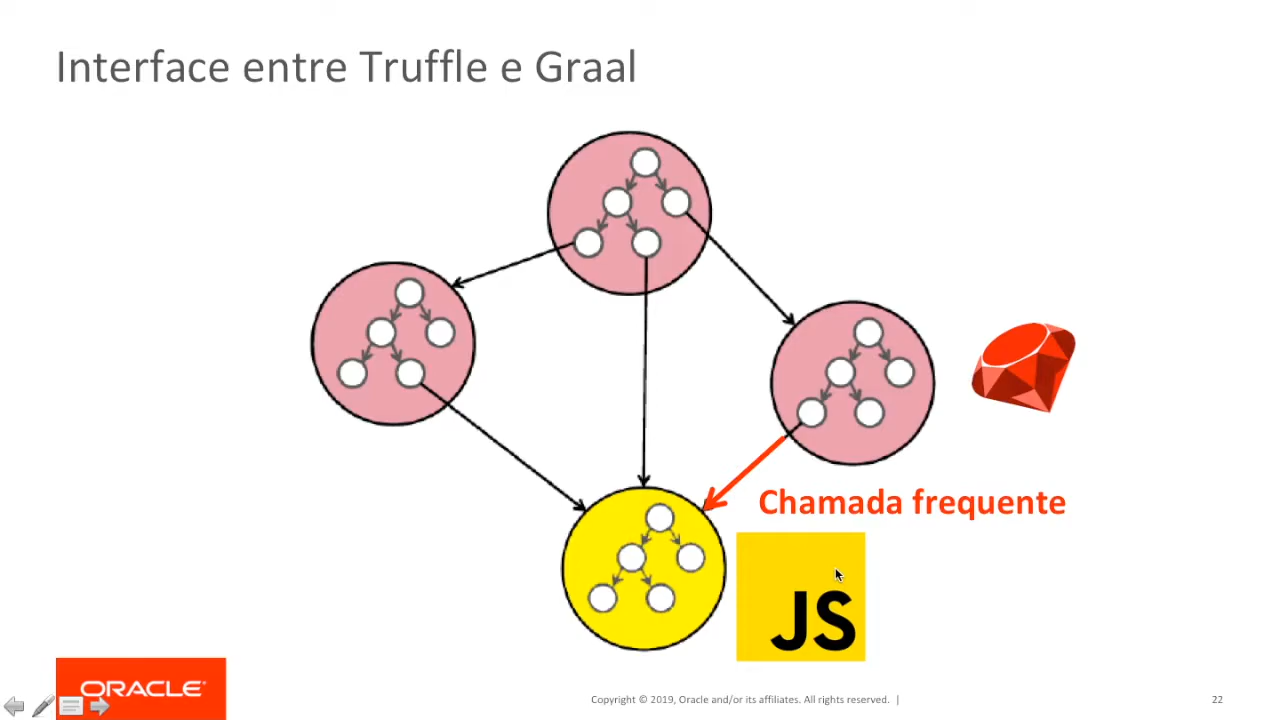 Interface entre Truffle e Graal
Chamada frequente
JS
ORACLE®
Copyright © 2019, Oracle and/or its affiliates. All rights reserved. |
22